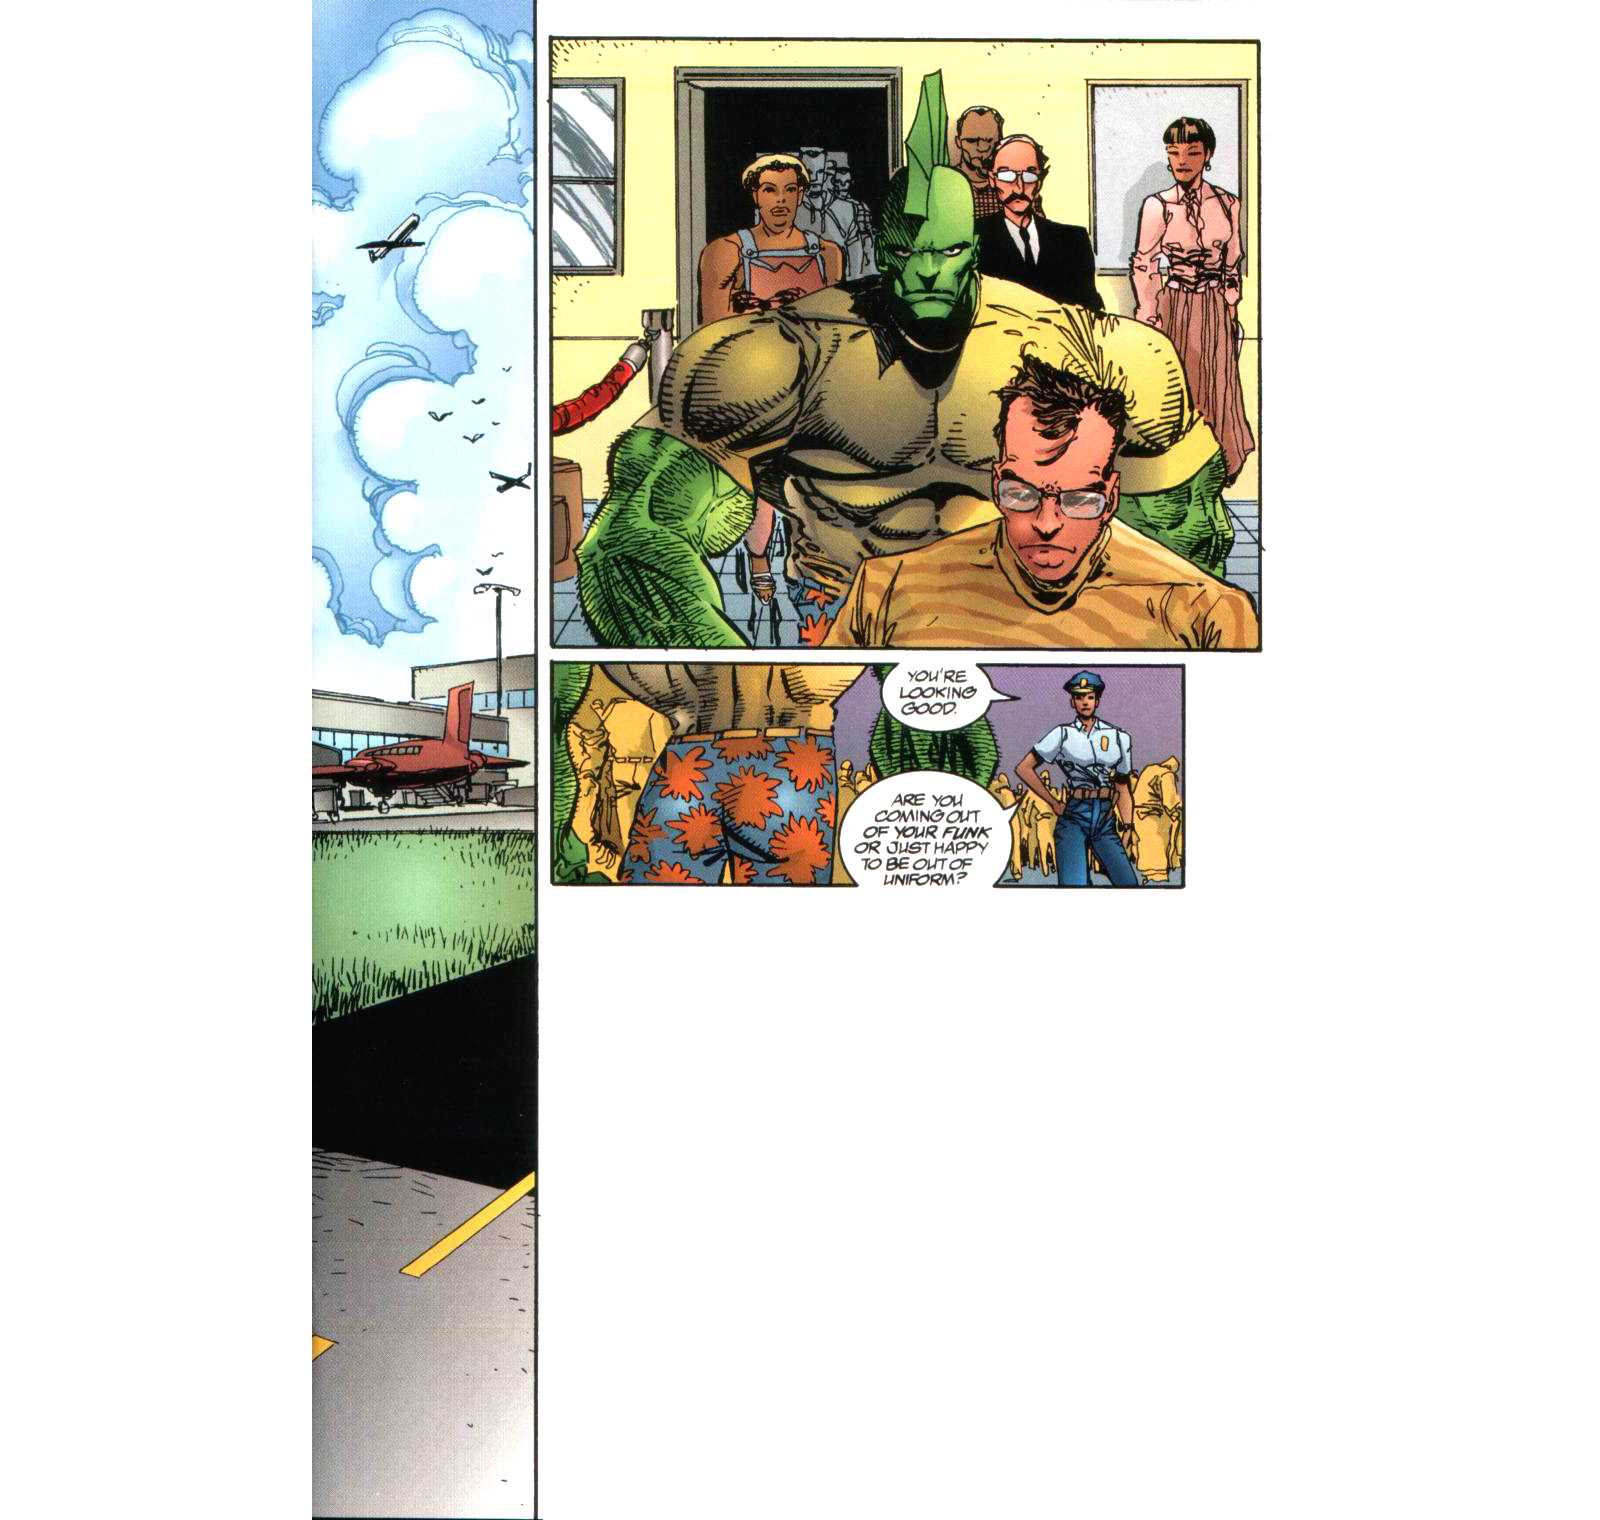 YOU'RE
LOOKING
GOOD.
ARE YOU
COMING OUT
OF YOUR FUNK
OR JUST HAPPY
TO BE OUT OF
UNIFORM?